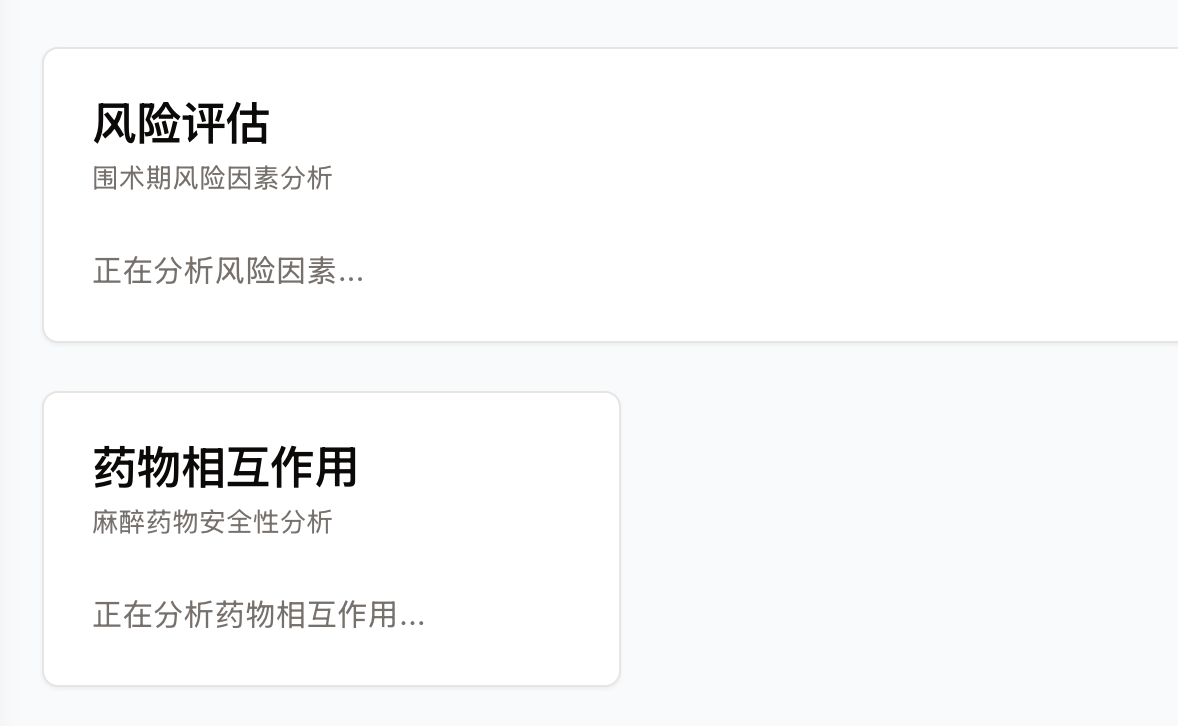 风险评估
围术期风险因素分析
正在分析风险因素...
药物相互作用
麻醉药物安全性分析
正在分析药物相互作用...